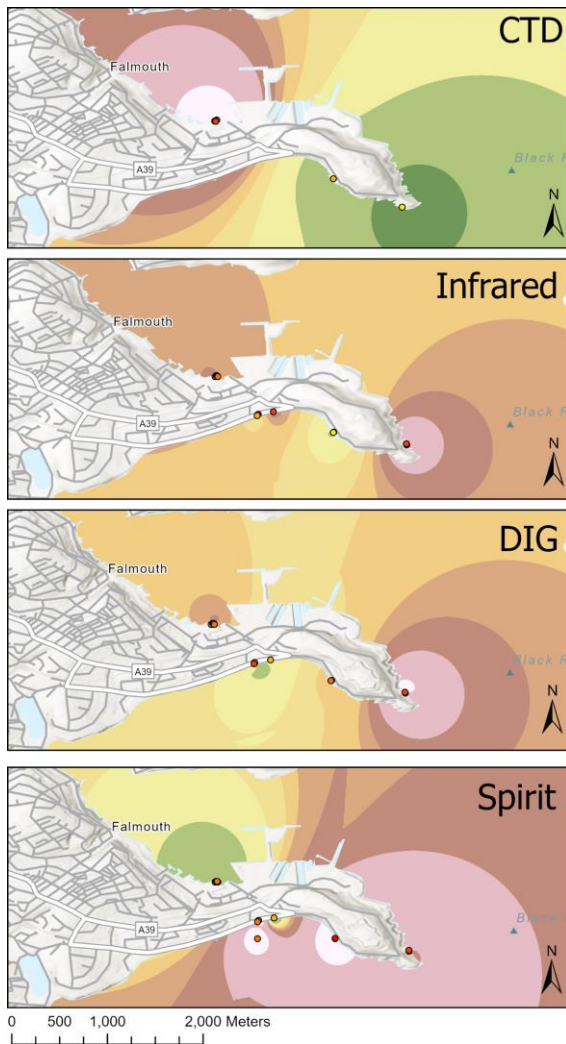 CTD
Falmouth
A39
Black
N
Infrared
Falmouth
A39
Black
N
DIG
Falmouth
A39
Black
N
Spirit
Falmouth
A39
Black
N
0 500 1,000 2,000 Meters